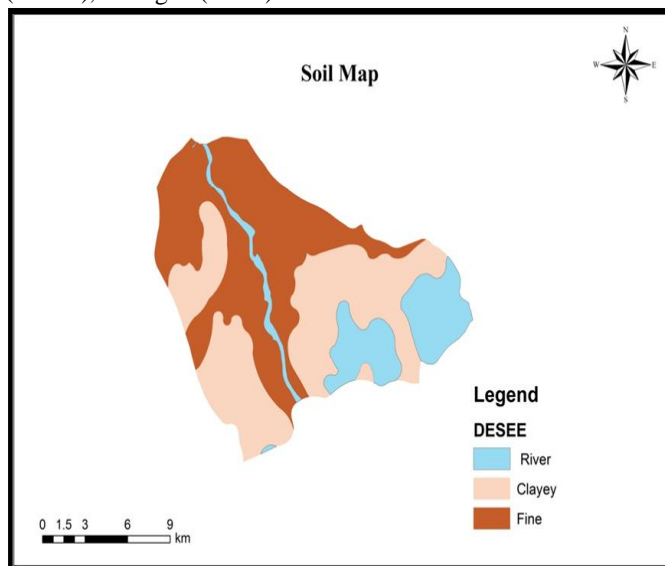 Soil Map
N
W E
S
Legend
DESEE
River
Clayey
Fine
0 1.5 3 6 9
km